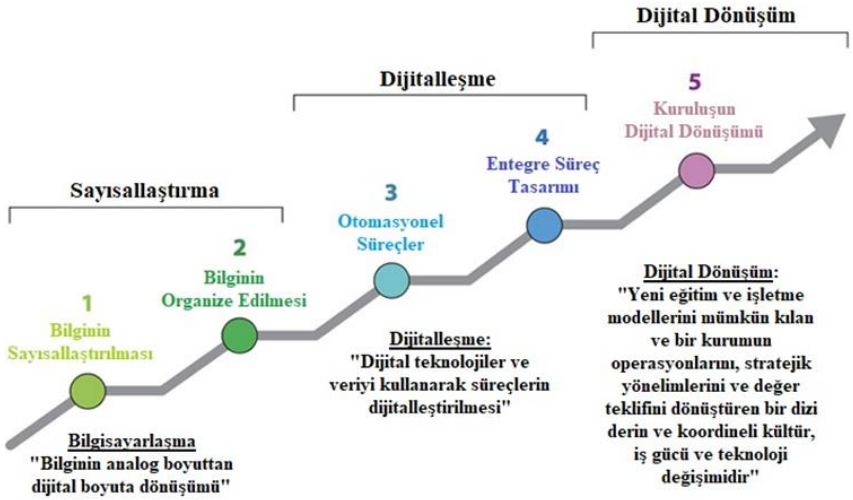 Dijital Dönüşüm
Dijitalleşme
Sayısallaştırma
1
Bilginin
Sayısallaştırılması
2
Bilginin
Organize Edilmesi
3
Otomasyonel
Süreçler
4
Entegre Süreç
Tasarımı
5
Kuruluşun
Dijital Dönüşümü
Bilgisayarlaşma
"Bilginin analog boyuttan
dijital boyuta dönüşümü"
Dijitalleşme:
"Dijital teknolojiler ve
veriyi kullanarak süreçlerin
dijitalleştirilmesi"
Dijital Dönüşüm:
"Yeni eğitim ve işletme
modellerini mümkün kılan
ve bir kurumun
operasyonlarını, stratejik
yönelimlerini ve değer
teklifini dönüştüren bir dizi
derin ve koordineli kültür,
iş gücü ve teknoloji
değişimidir"